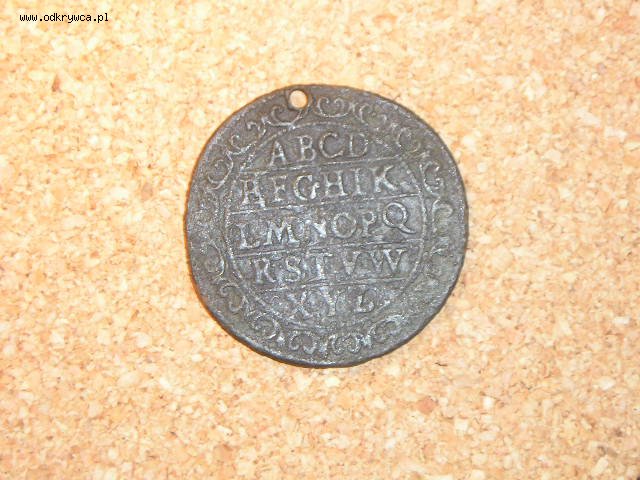 www.odkrywca.pl
ABCD
EFGHIK
LMNOPQ
RSTVW
XYZ